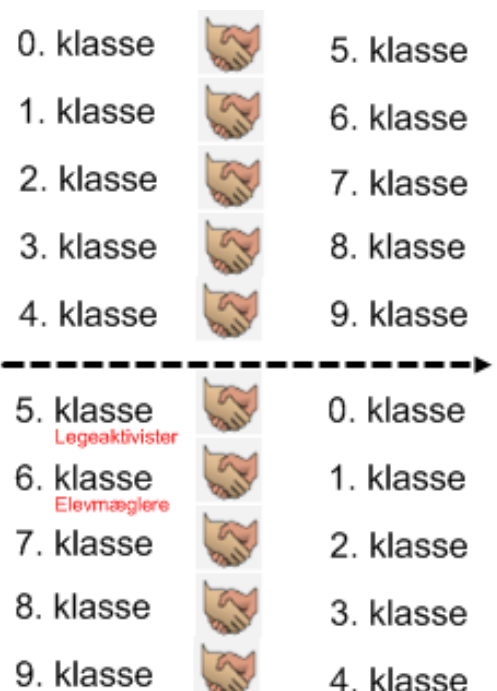 0. klasse 5. klasse
1. klasse 6. klasse
2. klasse 7. klasse
3. klasse 8. klasse
4. klasse 9. klasse
5. klasse 0. klasse
Legeaktivister
6. klasse 1. klasse
Elevmæglere
7. klasse 2. klasse
8. klasse 3. klasse
9. klasse 4. klasse